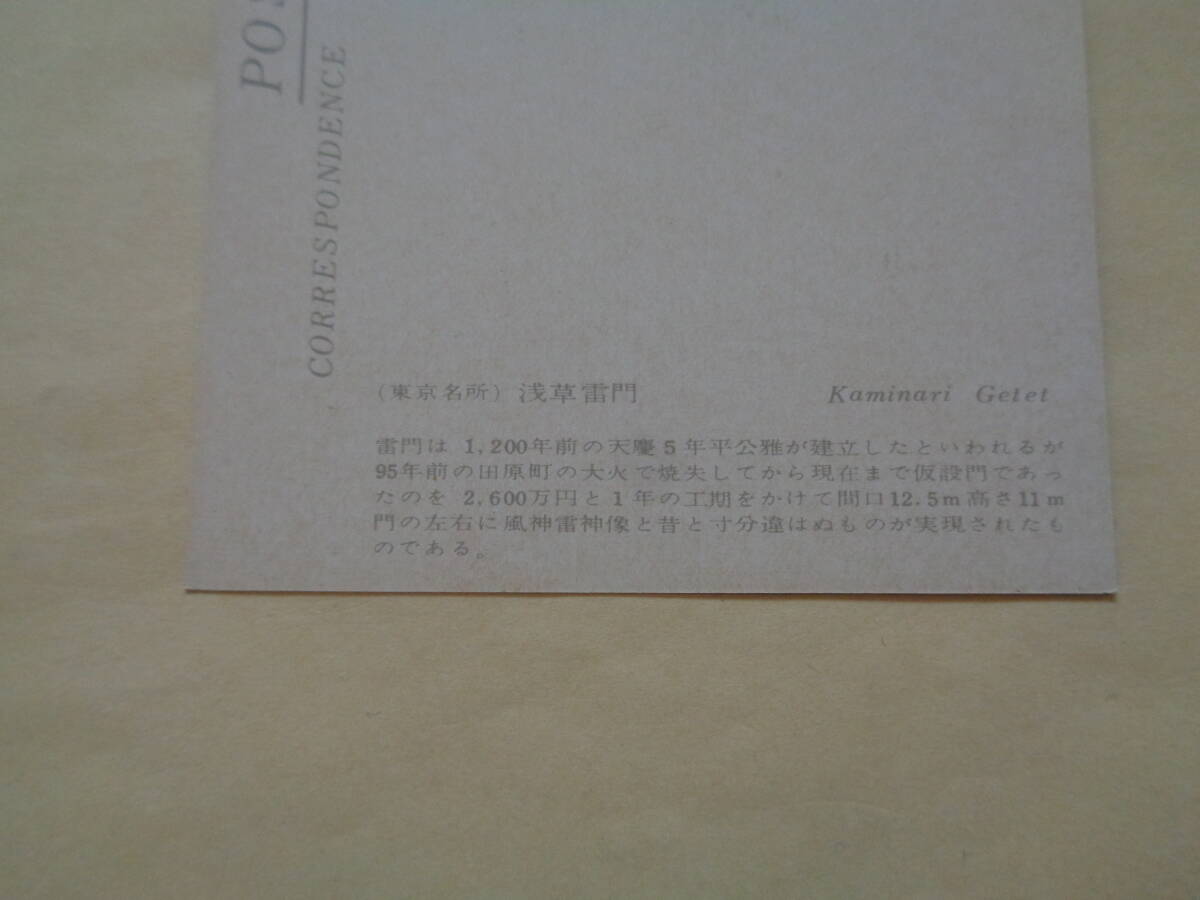 POS
CORRESPONDENCE
(東京名所) 浅草雷門 Kaminari Getet
雷門は 1,200年前の天慶5年平公雅が建立したといわれるが
95年前の田原町の大火で焼失してから現在まで仮設門であっ
たのを 2,600万円と1年の工期をかけて間口12.5m高さ11m
門の左右に風神雷神像と昔と寸分違はぬものが実現されたも
のである。